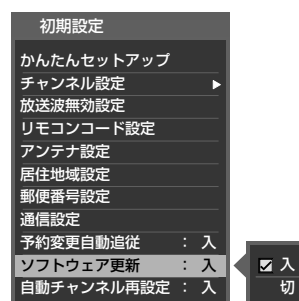 初期設定
かんたんセットアップ
チャンネル設定
放送波無効設定
リモコンコード設定
アンテナ設定
居住地域設定
郵便番号設定
通信設定
予約変更自動追従 : 入
ソフトウェア更新 : 入
自動チャンネル再設定 : 入
入
切